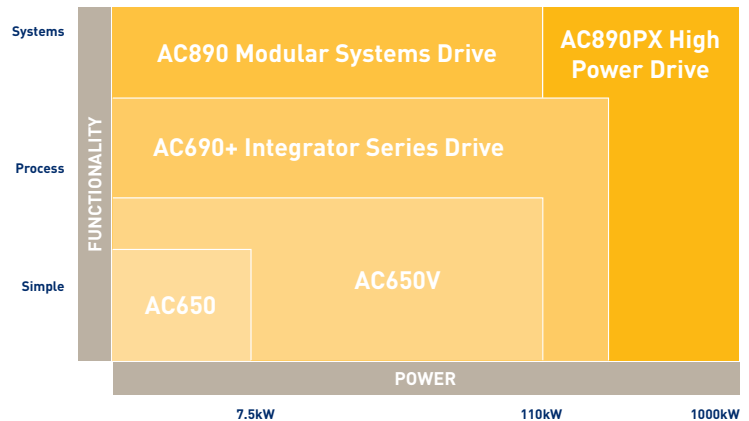 Systems
AC890 Modular Systems Drive
AC890PX High
Power Drive
FUNCTIONALITY
Process
AC690+ Integrator Series Drive
Simple
AC650V
AC650
POWER
7.5kW
110kW
1000kW